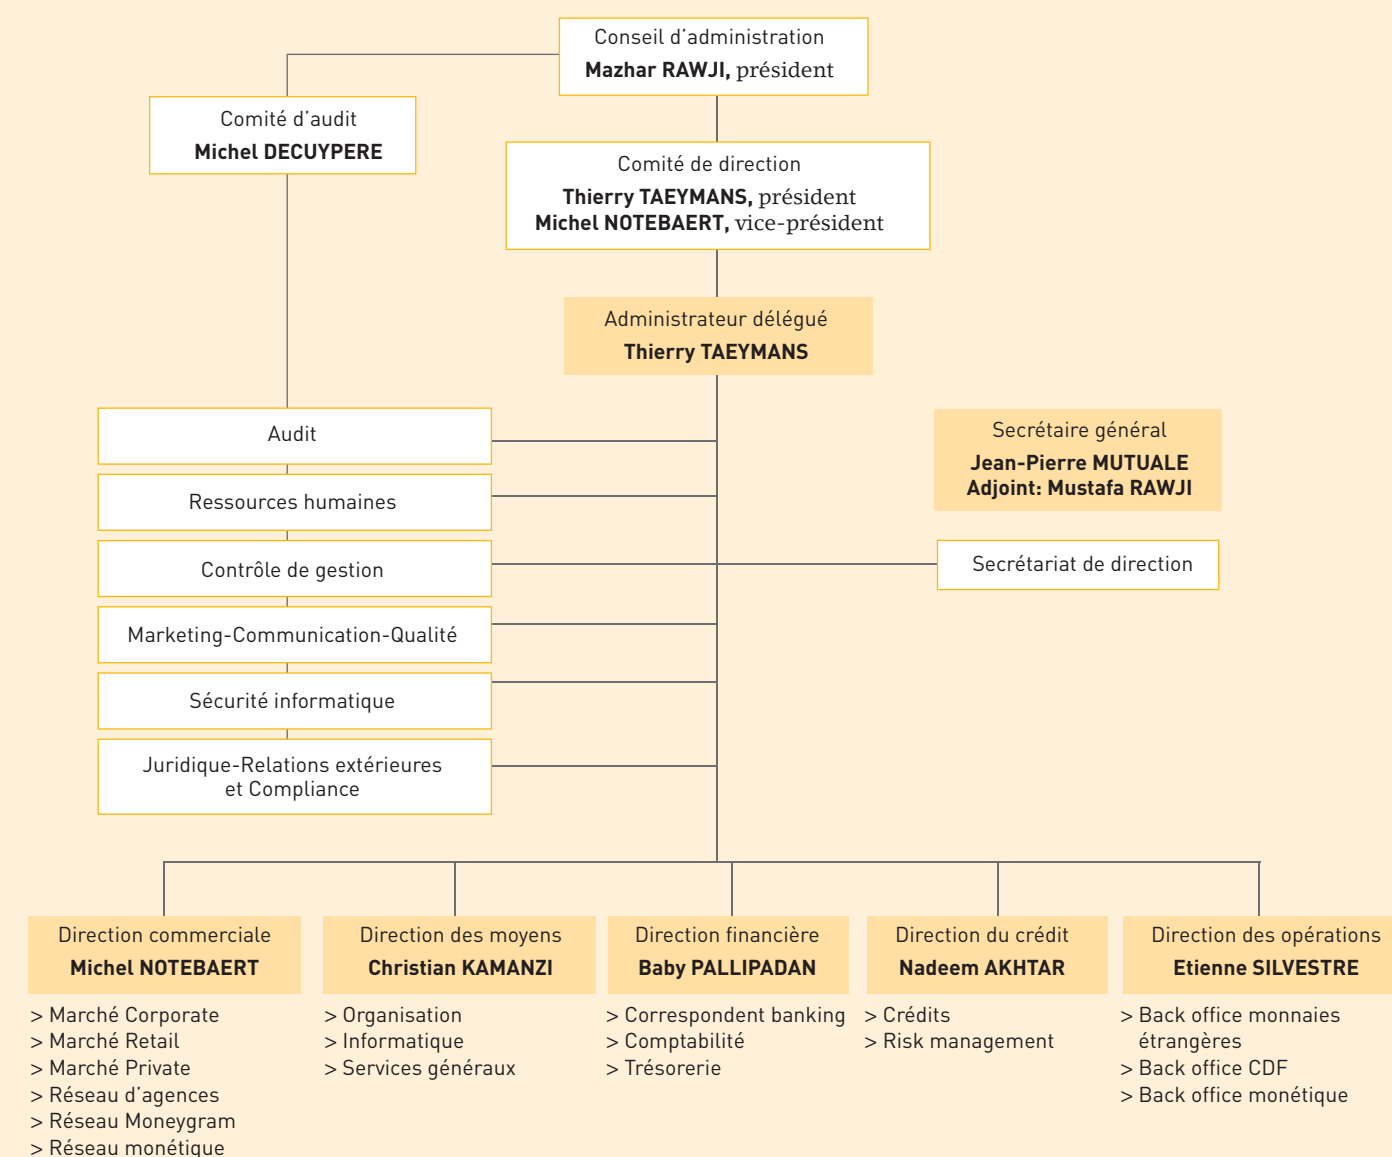 Conseil d'administration
Mazhar RAWJI, président
Comité d'audit
Michel DECUYPERE
Comité de direction
Thierry TAEYMANS, président
Michel NOTEBAERT, vice-président
Administrateur délégué
Thierry TAEYMANS
Audit
Ressources humaines
Contrôle de gestion
Marketing-Communication-Qualité
Sécurité informatique
Juridique-Relations extérieures
et Compliance
Secrétaire général
Jean-Pierre MUTUALE
Adjoint: Mustafa RAWJI
Secrétariat de direction
Direction commerciale
Michel NOTEBAERT
> Marché Corporate
> Marché Retail
> Marché Private
> Réseau d'agences
> Réseau Moneygram
> Réseau monétique
Direction des moyens
Christian KAMANZI
> Organisation
> Informatique
> Services généraux
Direction financière
Baby PALLIPADAN
> Correspondent banking
> Comptabilité
> Trésorerie
Direction du crédit
Nadeem AKHTAR
> Crédits
> Risk management
Direction des opérations
Etienne SILVESTRE
> Back office monnaies
étrangères
> Back office CDF
> Back office monétique